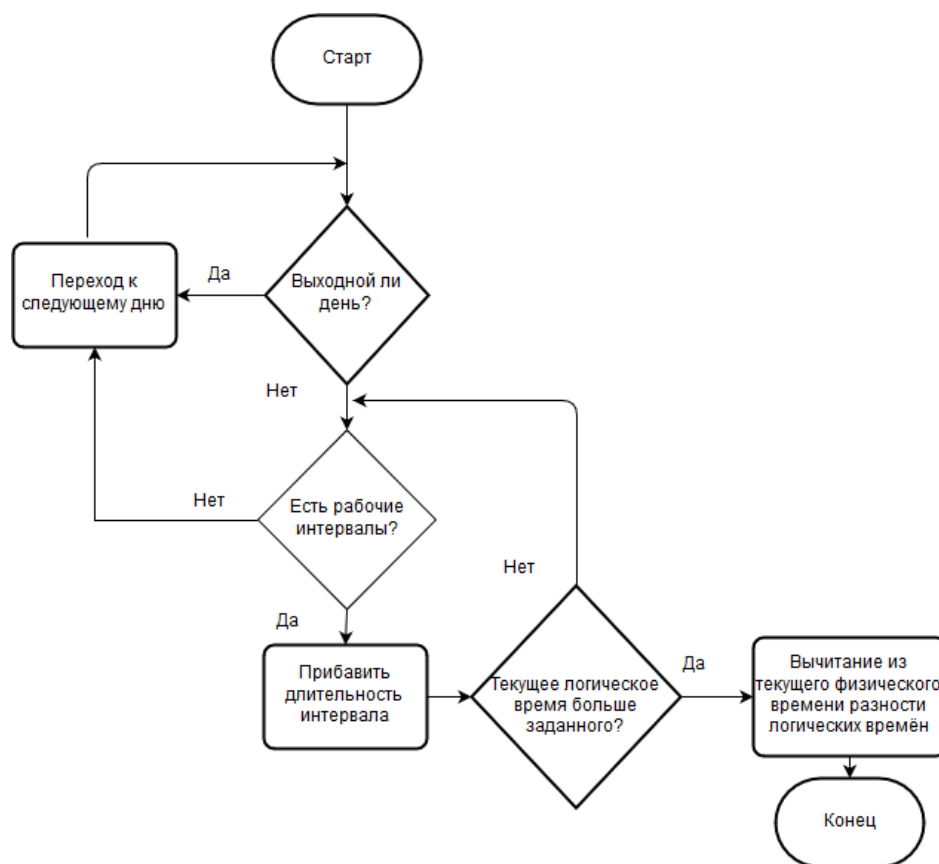 Старт
Переход к
следующему дню
Да
Выходной ли
день?
Нет
Нет
Есть рабочие
интервалы?
Нет
Да
Прибавить
длительность
интервала
Текущее логическое
время больше
заданного?
Да
Вычитание из
текущего физического
времени разности
логических времён
Конец